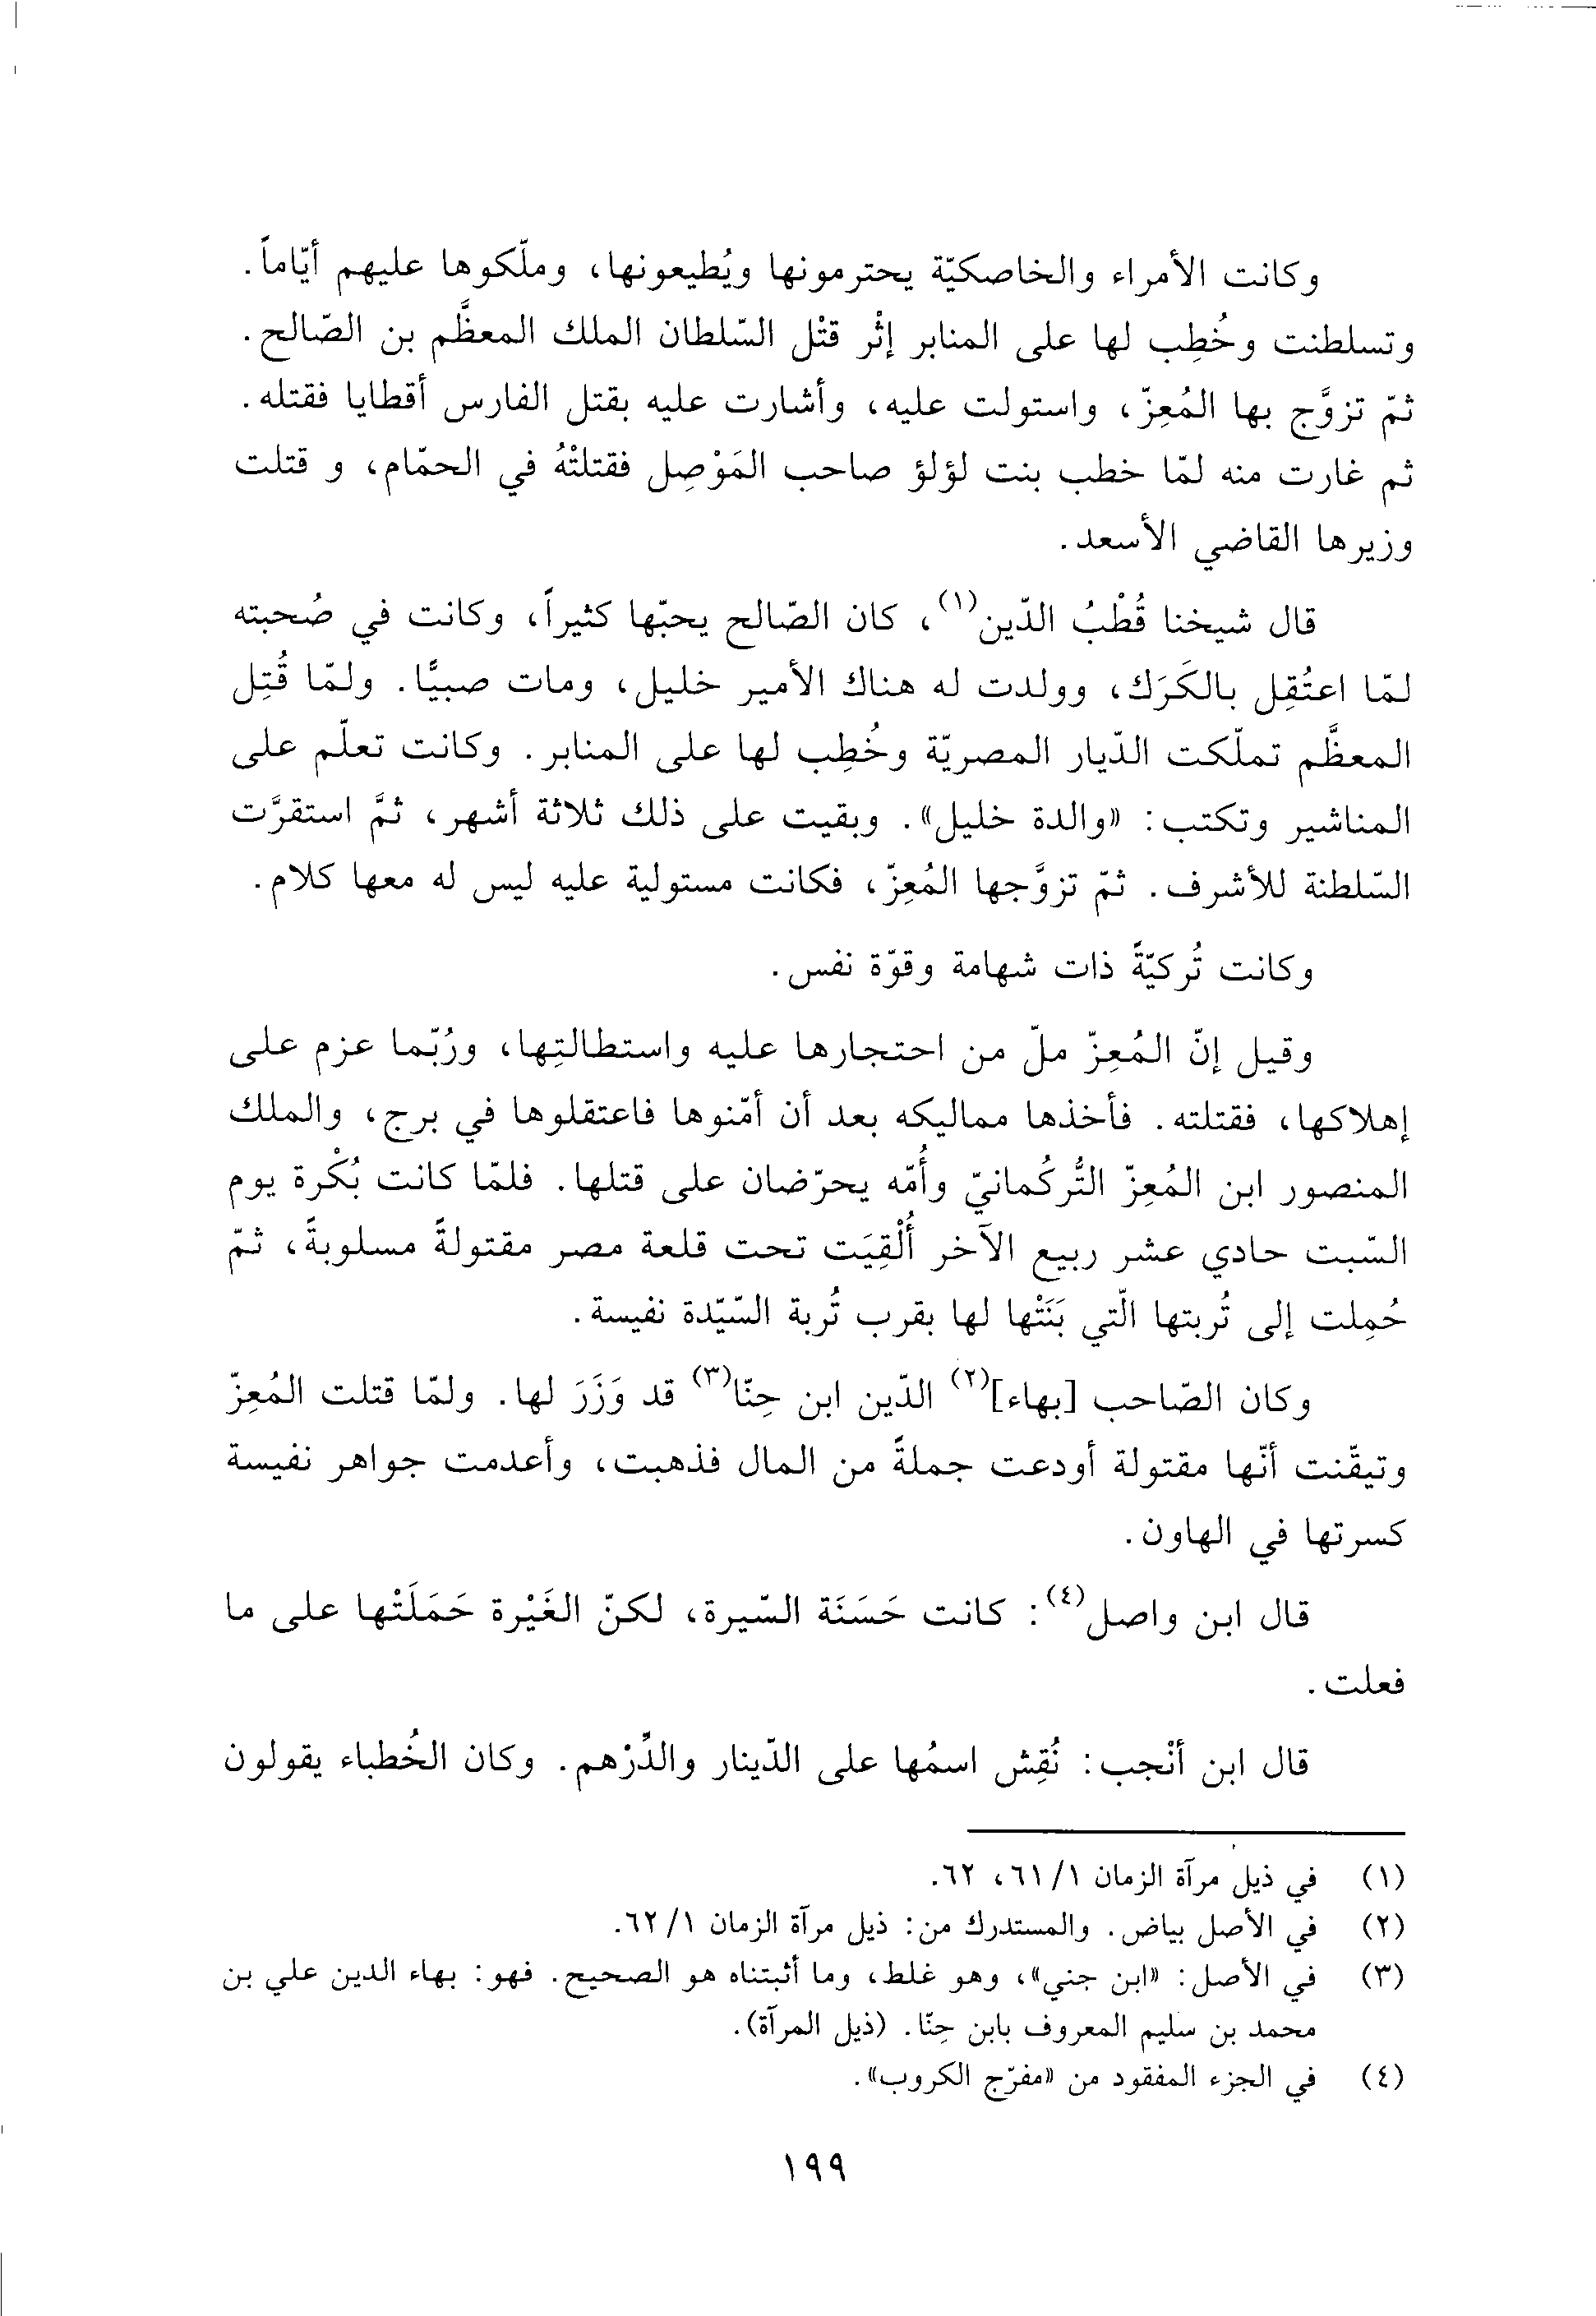 وكانت الأمراء والخاصكيّة يحترمونها ويُطيعونها، وملّكوها عليهم أيّاماً.
وتسلطنت وخُطِب لها على المنابر إثْر قتْل السّلطان الملك المعظَّم بن الصّالح.
ثمّ تزوَّج بها المُعِزّ، واستولت عليه، وأشارت عليه بقتل الفارس أقطايا فقتله.
ثم غارت منه لمّا خطب بنت لؤلؤ صاحب المَوْصِل فقتلتْهُ في الحمّام، و قتلت
وزيرها القاضي الأسعد.
قال شيخنا قُطْبُ الدّين(١)، كان الصّالح يحبّها كثيراً، وكانت في صُحبته
لمّا اعتُقِل بالكَرَك، وولدت له هناك الأمير خليل، ومات صبيًّا. ولمّا قُتِل
المعظَّم تملّكت الدّيار المصريّة وخُطِب لها على المنابر. وكانت تعلّم على
المناشير وتكتب: «والدة خليل». وبقيت على ذلك ثلاثة أشهر، ثمَّ استقرَّت
السّلطنة للأشرف. ثمّ تزوَّجها المُعِزّ، فكانت مستولية عليه ليس له معها كلام.
وكانت تُركيّةً ذات شهامة وقوّة نفس.
وقيل إنّ المُعِزّ ملّ من احتجارها عليه واستطالتِها، ورُبّما عزم على
إهلاكها، فقتلته. فأخذها مماليكه بعد أن أمّنوها فاعتقلوها في برج، والملك
المنصور ابن المُعِزّ التُّركُمانيّ وأُمّه يحرّضان على قتلها. فلمّا كانت بُكْرة يوم
السّبت حادي عشر ربيع الآخر أُلْقِيَت تحت قلعة مصر مقتولةً مسلوبةً، ثمّ
حُمِلت إلى تُربتها الّتي بَنَتْها لها بقرب تُربة السّيّدة نفيسة.
وكان الصّاحب [بهاء](٢) الدّين ابن حِنّا(٣) قد وَزَرَ لها. ولمّا قتلت المُعِزّ
وتيقّنت أنّها مقتولة أودعت جملةً من المال فذهبت، وأعدمت جواهر نفيسة
كسرتها في الهاون.
قال ابن واصل(٤): كانت حَسَنَة السّيرة، لكنّ الغَيْرة حَمَلَتْها على ما
فعلت.
قال ابن أنْجب: نُقِش اسمُها على الدّينار والدِّرْهم. وكان الخُطباء يقولون
(١) في ذيل مرآة الزمان ٦١/١، ٦٢.
(٢) في الأصل بياض. والمستدرك من: ذيل مرآة الزمان ٦٢/١.
(٣) في الأصل: «ابن جني»، وهو غلط، وما أثبتناه هو الصحيح. فهو: بهاء الدين علي بن
محمد بن سليم المعروف بابن حِنّا. (ذيل المرآة).
(٤) في الجزء المفقود من «مفرّج الكروب».
١٩٩